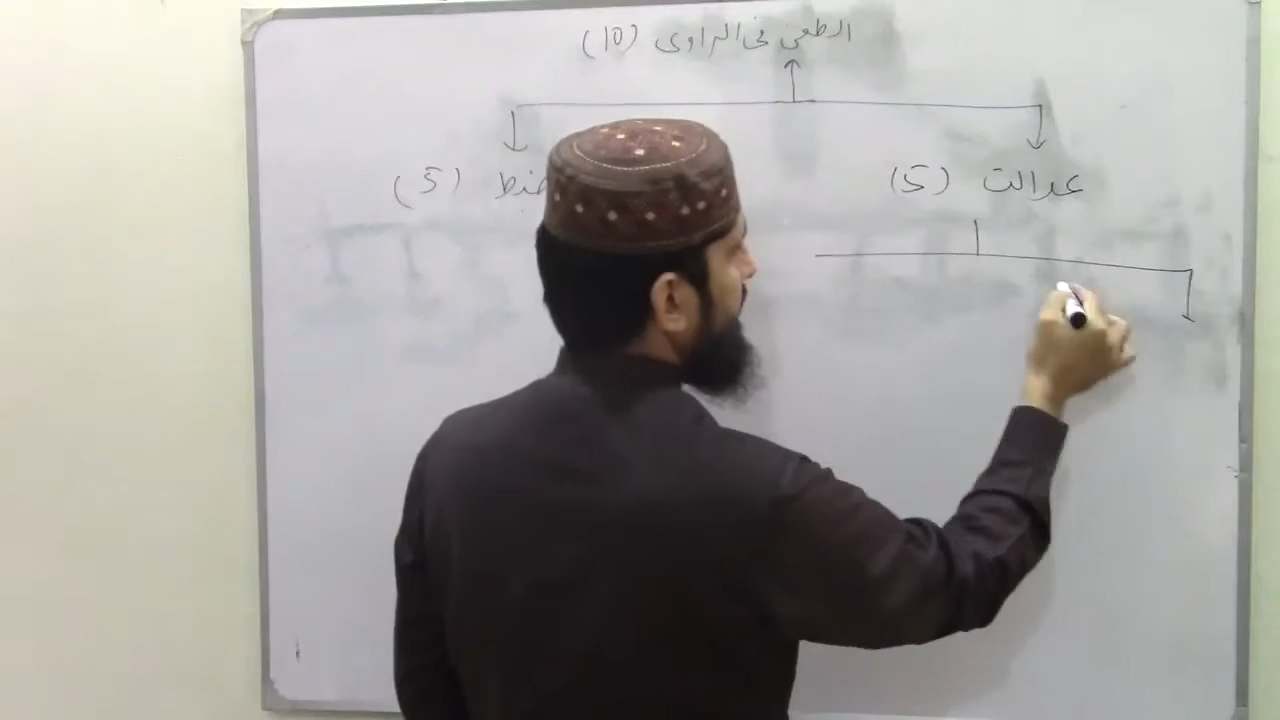 الطعن فی الراوی (10)
عدالت (5)
ضبط (5)